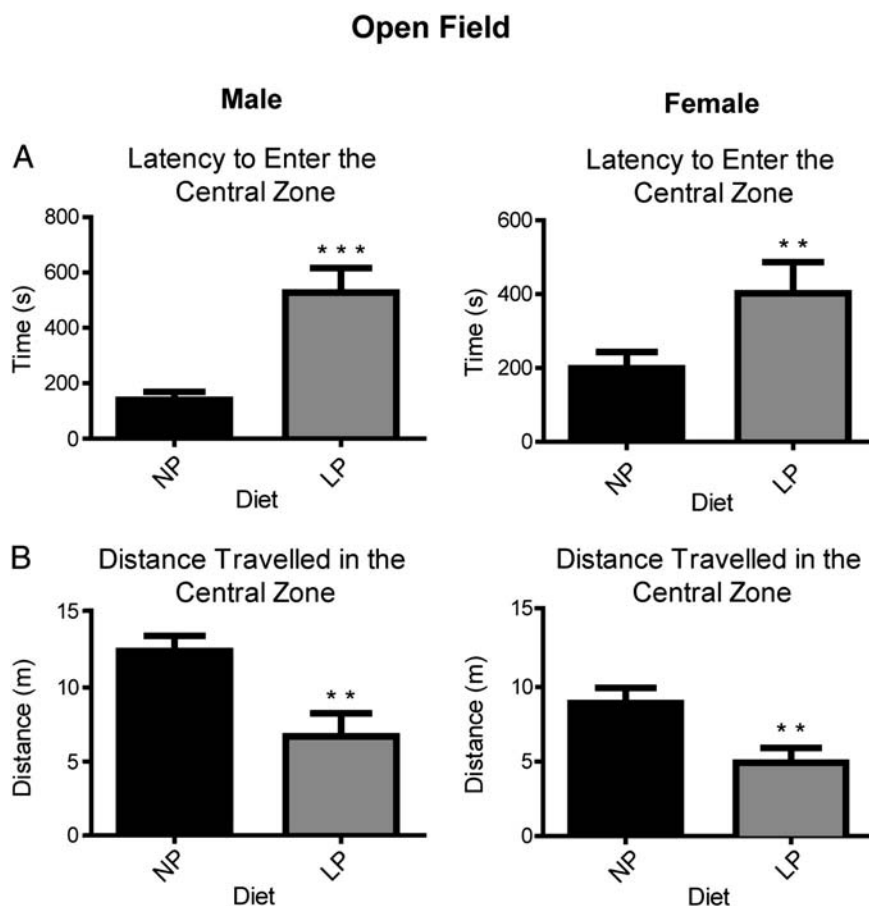 Open Field
Male
Female
A
Latency to Enter the
Central Zone
800
600
400
200
0
Time (s)
* * *
NP
LP
Diet
Latency to Enter the
Central Zone
600
400
200
0
Time (s)
* *
NP
LP
Diet
B
Distance Travelled in the
Central Zone
15
10
5
0
Distance (m)
* *
NP
LP
Diet
Distance Travelled in the
Central Zone
15
10
5
0
Distance (m)
* *
NP
LP
Diet